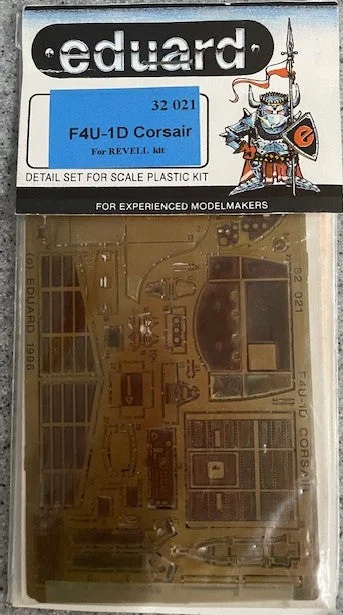 eduard
32 021
F4U-1D Corsair
For REVELL kit
DETAIL SET FOR SCALE PLASTIC KIT
FOR EXPERIENCED MODELMAKERS
(c) EDUARD 1996
32 021
F4U-1D CORSAIR